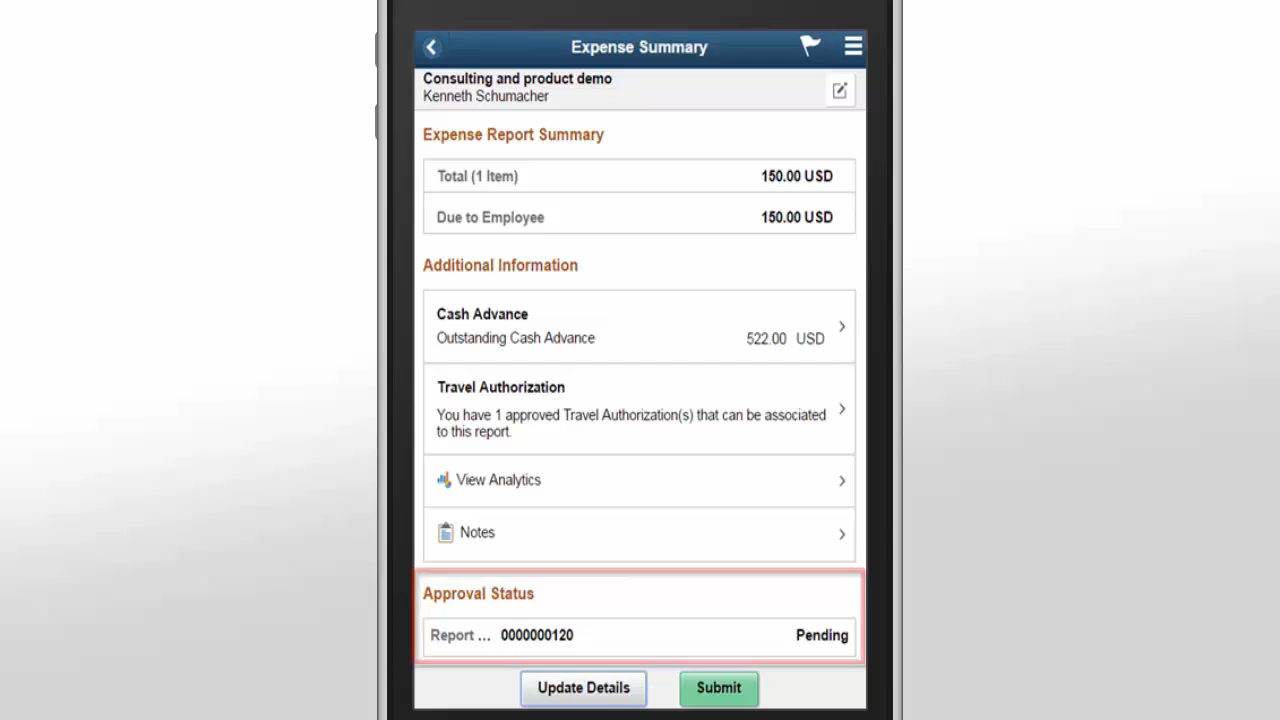 Expense Summary
Consulting and product demo
Kenneth Schumacher
Expense Report Summary
Total (1 Item) 150.00 USD
Due to Employee 150.00 USD
Additional Information
Cash Advance
Outstanding Cash Advance 522.00 USD
Travel Authorization
You have 1 approved Travel Authorization(s) that can be associated
to this report.
View Analytics
Notes
Approval Status
Report ... 0000000120 Pending
Update Details Submit